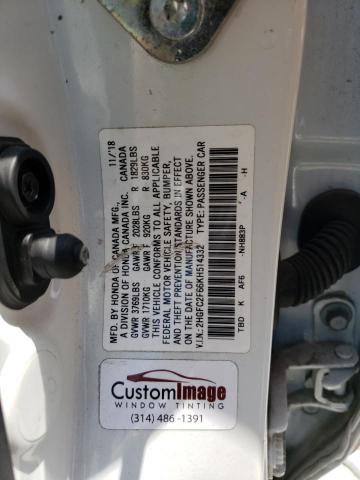 MFD. BY HONDA OF CANADA MFG., 11/'18
A DIVISION OF HONDA CANADA INC. CANADA
GVWR 3769LBS GAWR F 2028LBS R 1829LBS
GVWR 1710KG GAWR F 920KG R 830KG
THIS VEHICLE CONFORMS TO ALL APPLICABLE
FEDERAL MOTOR VEHICLE SAFETY, BUMPER,
AND THEFT PREVENTION STANDARDS IN EFFECT
ON THE DATE OF MANUFACTURE SHOWN ABOVE.
V.I.N.: 2HGFC2F66KH514332 TYPE: PASSENGER CAR
TBD K AF6 -NH883P * A -H
CustomImage
WINDOW TINTING
(314) 486-1391